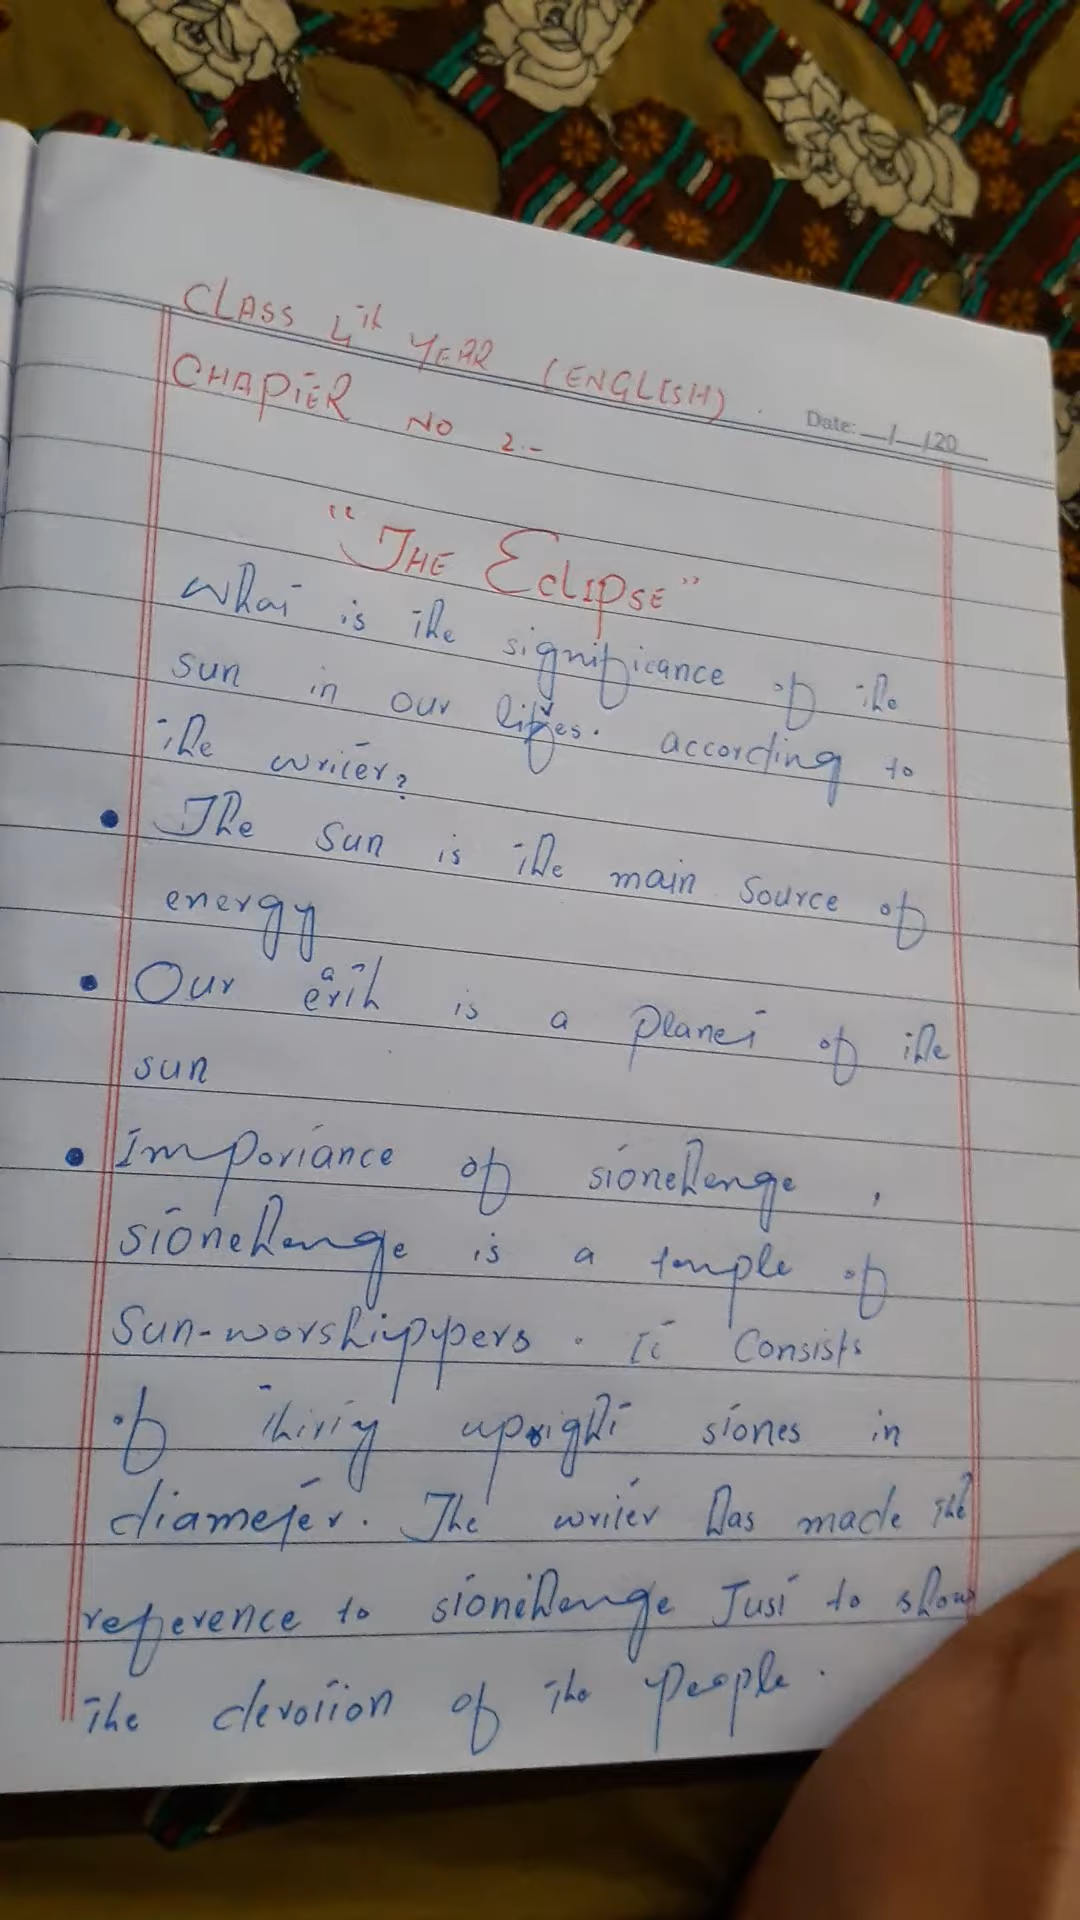 CLASS 4th YEAR (ENGLISH).
Date: __/__/20__
CHAPTER NO 2.-
"THE EClIPSE"
What is the significance of the
sun in our lives. according to
the writer?
• The sun is the main source of
energy
• Our earth is a planet of the
sun
• Importance of stonehenge,
stonehenge is a temple of
Sun-worshippers. It consists
of thirty upright stones in
diameter. The writer has made the
reference to stonehenge Just to show
the devotion of the people.